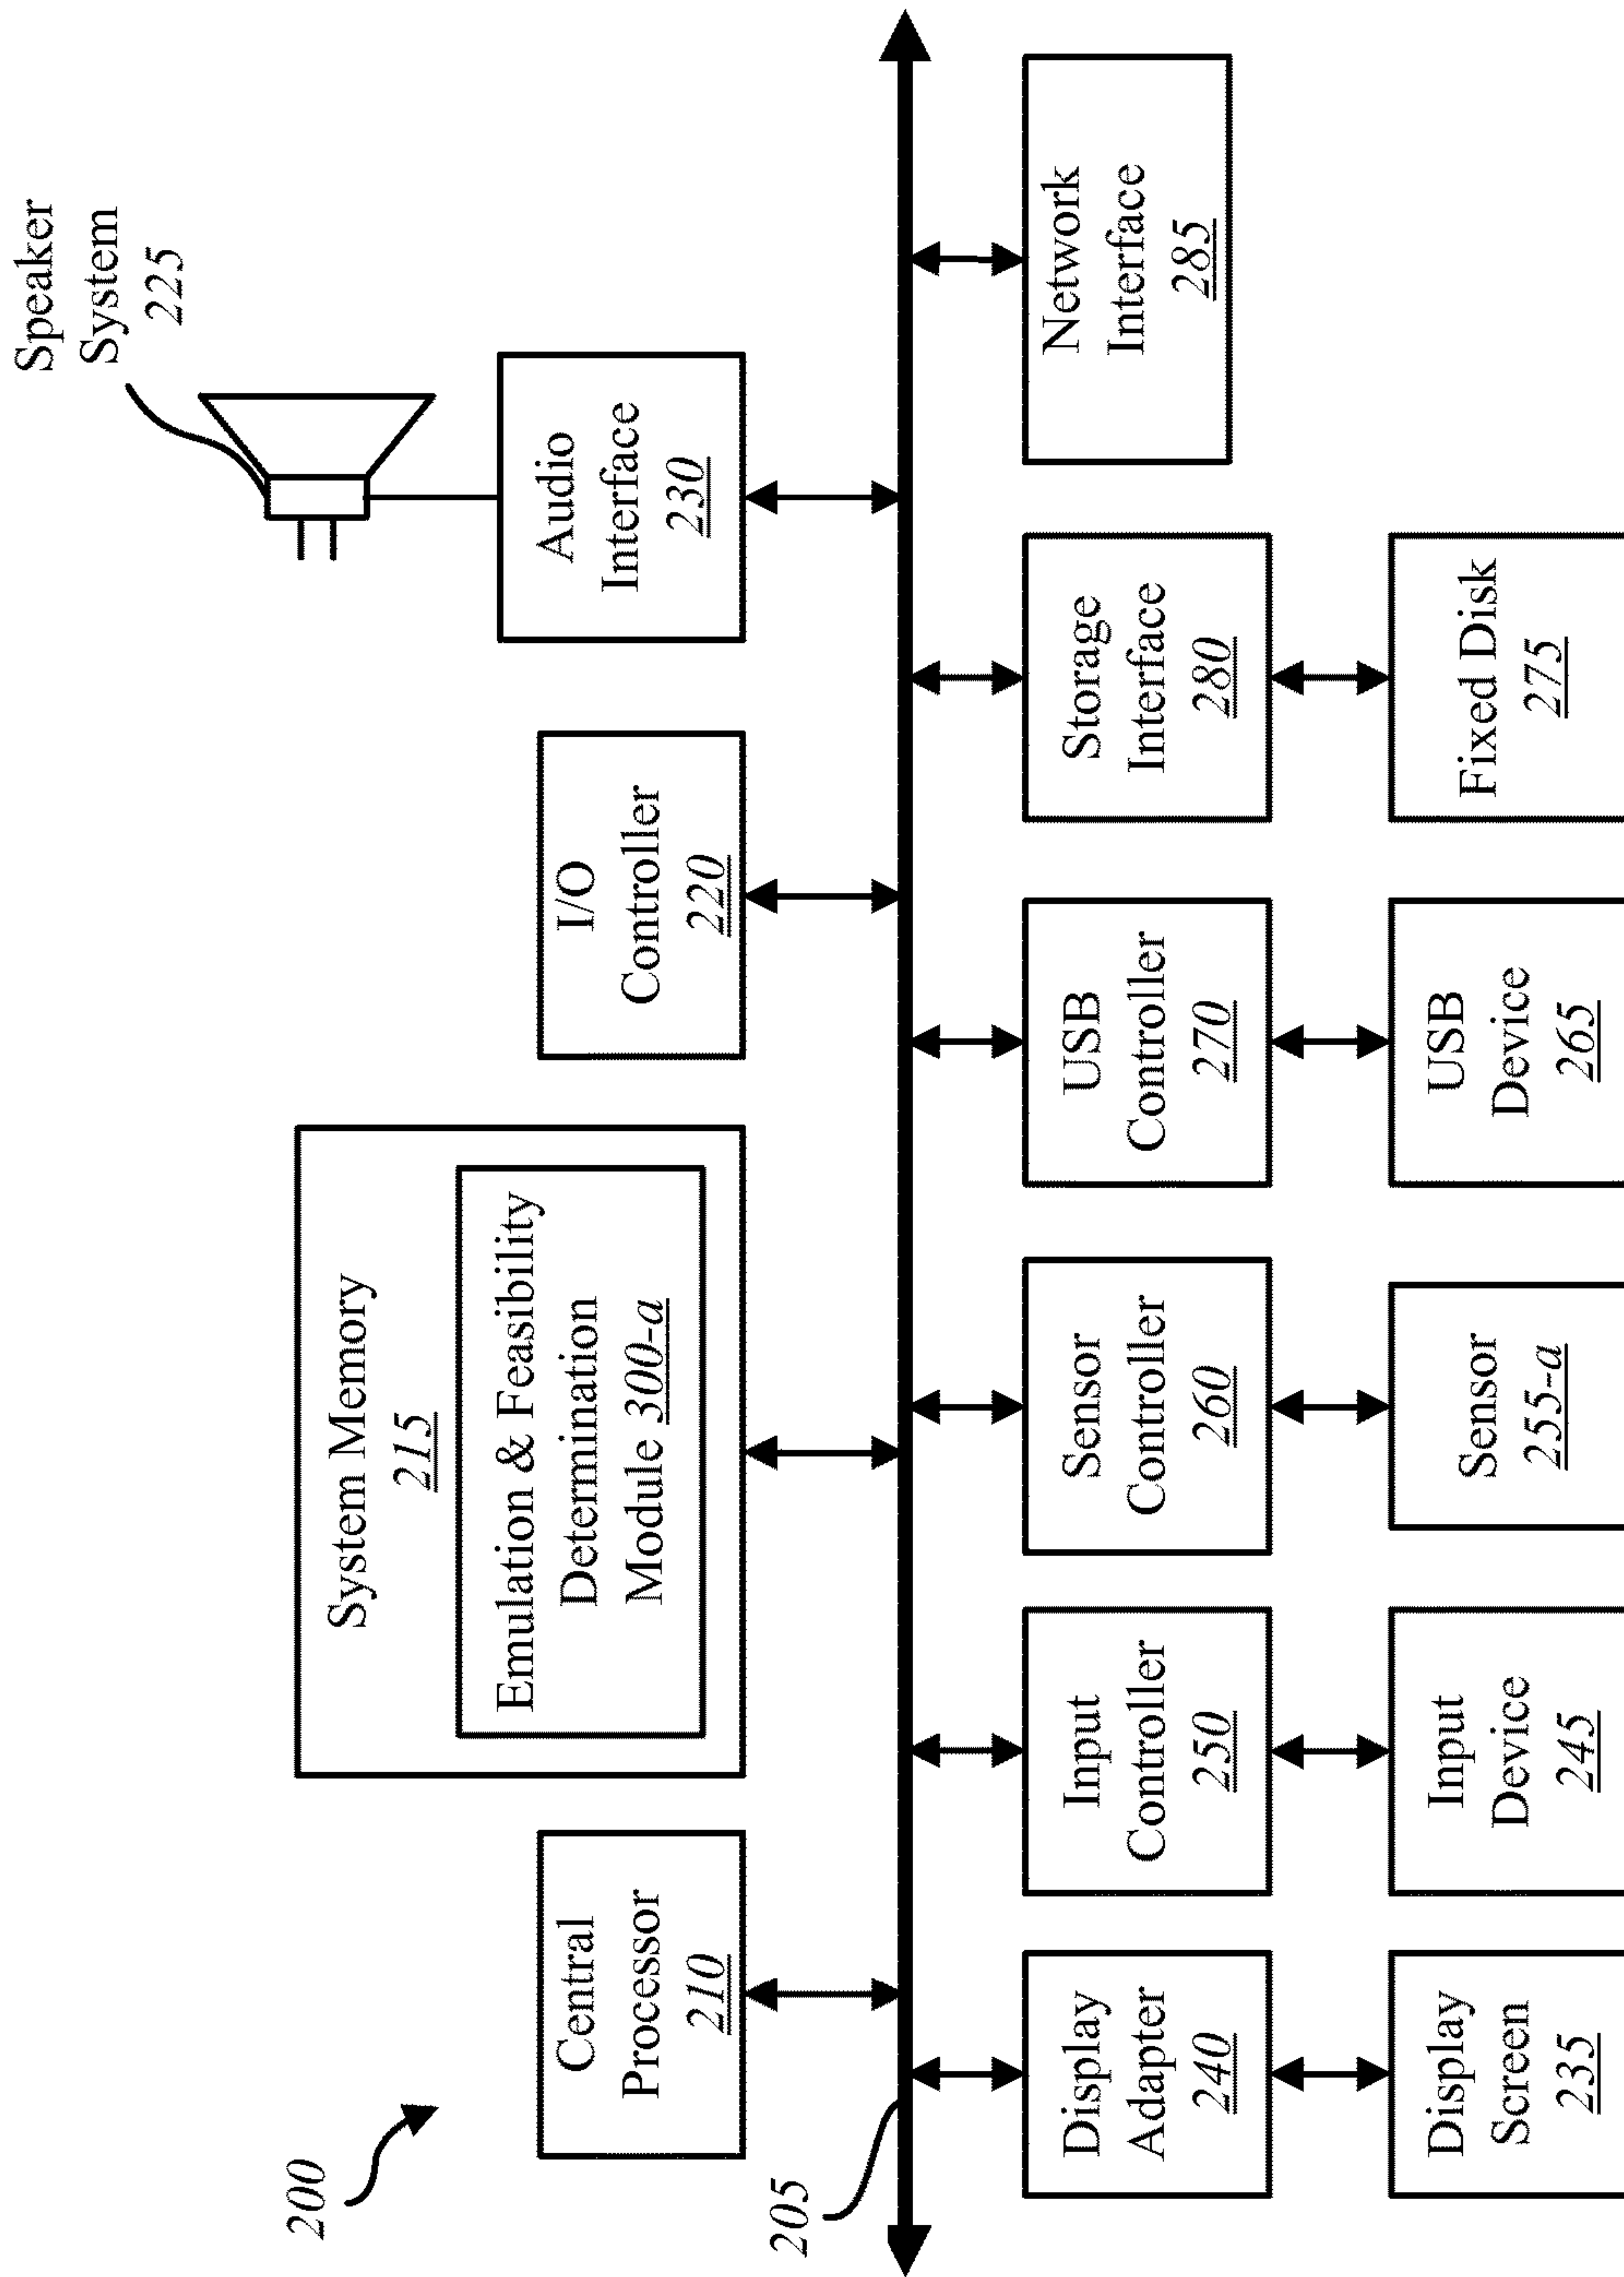 200
Speaker
System
225
System Memory
215
Emulation & Feasibility
Determination
Module 300-a
Central
Processor
210
I/O
Controller
220
Audio
Interface
230
205
Display
Adapter
240
Input
Controller
250
Sensor
Controller
260
USB
Controller
270
Storage
Interface
280
Network
Interface
285
Display
Screen
235
Input
Device
245
Sensor
255-a
USB
Device
265
Fixed Disk
275